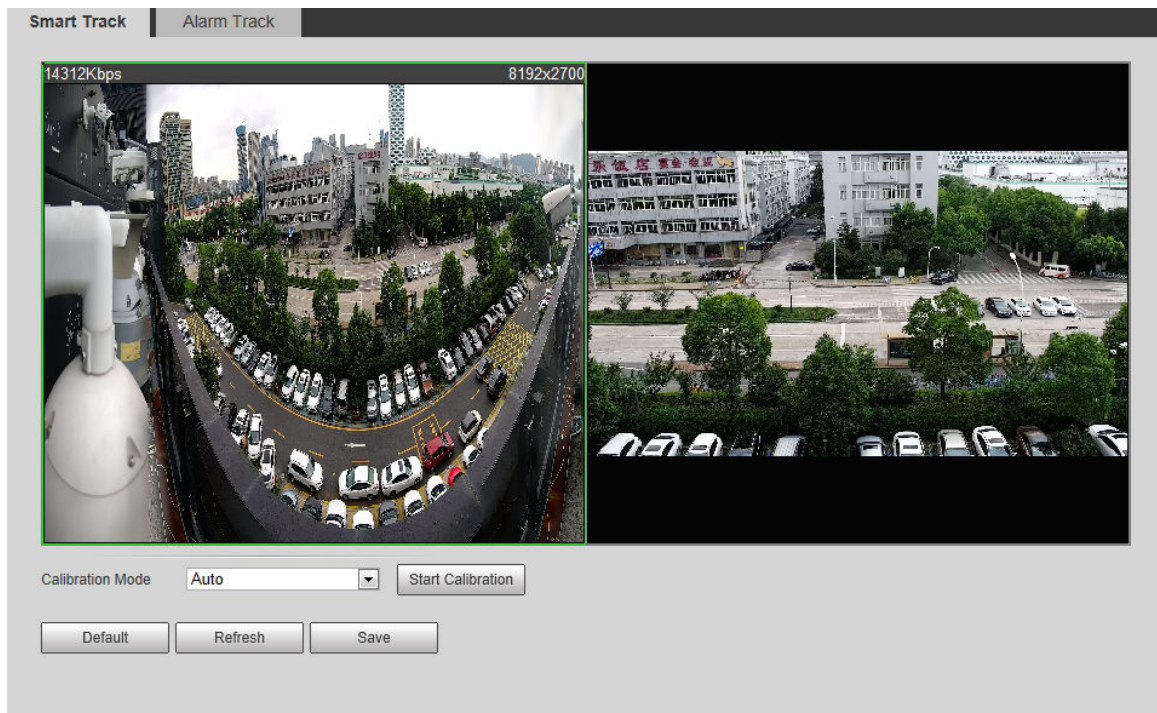 Smart Track
Alarm Track
14312Kbps
8192x2700
Calibration Mode
Auto
Start Calibration
Default
Refresh
Save